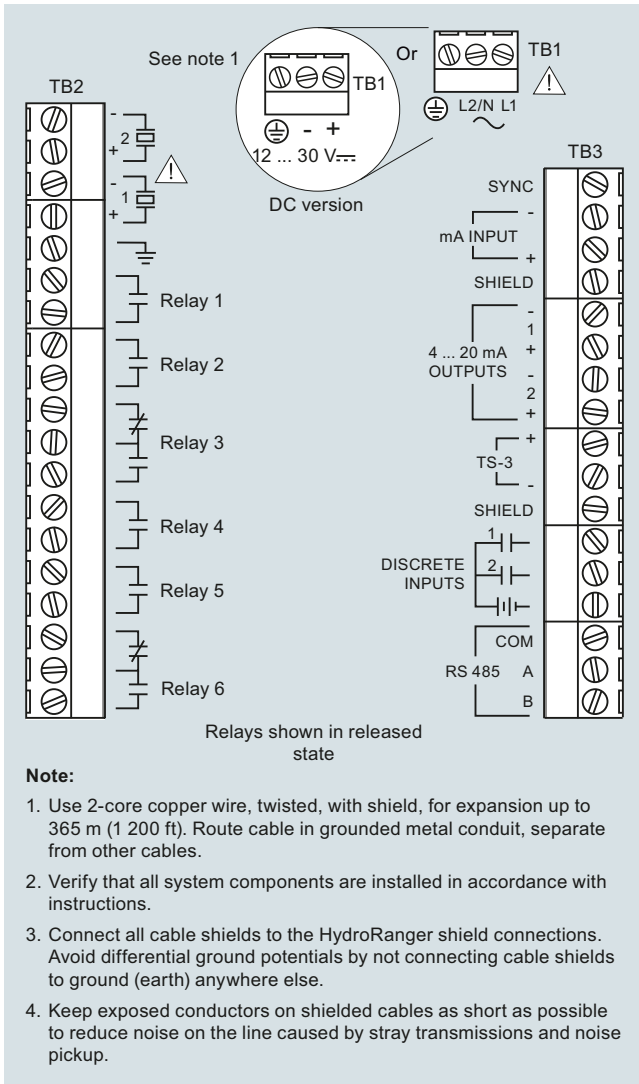 See note 1
TB1
- +
12 ... 30 V
DC version
Or
TB1
L2/N L1
TB2
-
2
+
-
1
+
Relay 1
Relay 2
Relay 3
Relay 4
Relay 5
Relay 6
TB3
SYNC
-
mA INPUT
+
SHIELD
-
1
4 ... 20 mA +
OUTPUTS -
2
+
+
TS-3
-
SHIELD
1
DISCRETE 2
INPUTS
COM
RS 485 A
B
Relays shown in released
state
Note:
1. Use 2-core copper wire, twisted, with shield, for expansion up to
365 m (1 200 ft). Route cable in grounded metal conduit, separate
from other cables.
2. Verify that all system components are installed in accordance with
instructions.
3. Connect all cable shields to the HydroRanger shield connections.
Avoid differential ground potentials by not connecting cable shields
to ground (earth) anywhere else.
4. Keep exposed conductors on shielded cables as short as possible
to reduce noise on the line caused by stray transmissions and noise
pickup.